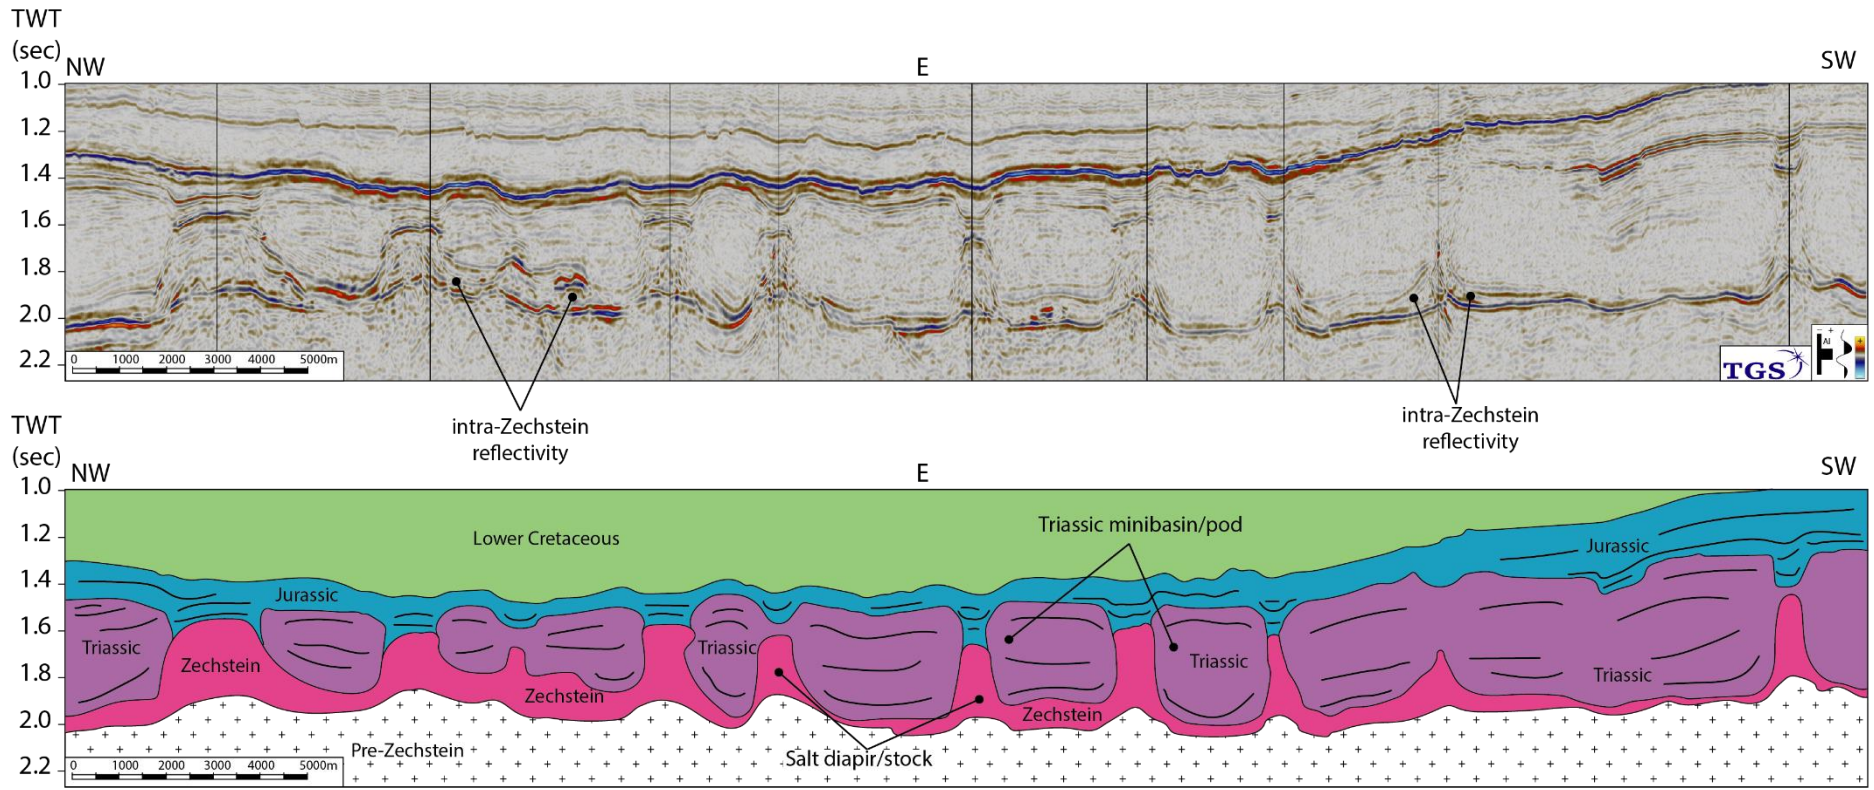 TWT
(sec)
NW
E
SW
1.0
1.2
1.4
1.6
1.8
2.0
2.2
0 1000 2000 3000 4000 5000m
TGS
- +
AI
+
-
intra-Zechstein
reflectivity
intra-Zechstein
reflectivity
TWT
(sec)
NW
E
SW
1.0
1.2
1.4
1.6
1.8
2.0
2.2
Lower Cretaceous
Triassic minibasin/pod
Jurassic
Jurassic
Triassic
Zechstein
Triassic
Triassic
Triassic
Zechstein
Zechstein
Pre-Zechstein
Salt diapir/stock
0 1000 2000 3000 4000 5000m